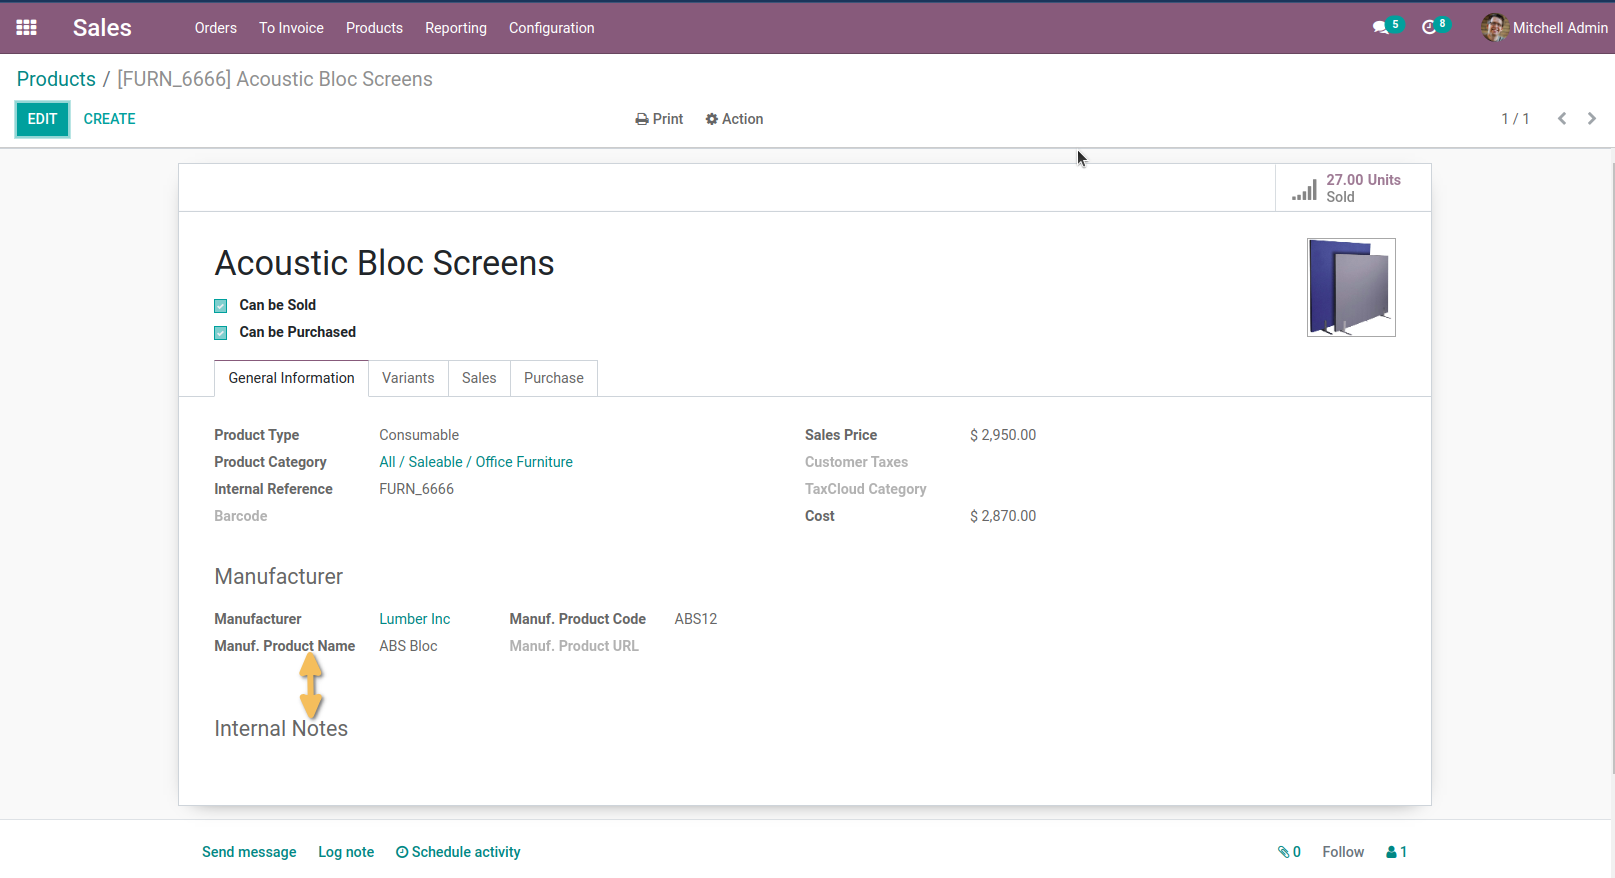 Sales Orders To Invoice Products Reporting Configuration 5 8 Mitchell Admin
Products / [FURN_6666] Acoustic Bloc Screens
EDIT CREATE Print Action 1 / 1
27.00 Units
Sold
Acoustic Bloc Screens
Can be Sold
Can be Purchased
General Information Variants Sales Purchase
Product Type Consumable Sales Price $ 2,950.00
Product Category All / Saleable / Office Furniture Customer Taxes
Internal Reference FURN_6666 TaxCloud Category
Barcode Cost $ 2,870.00
Manufacturer
Manufacturer Lumber Inc Manuf. Product Code ABS12
Manuf. Product Name ABS Bloc Manuf. Product URL
Internal Notes
Send message Log note Schedule activity 0 Follow 1